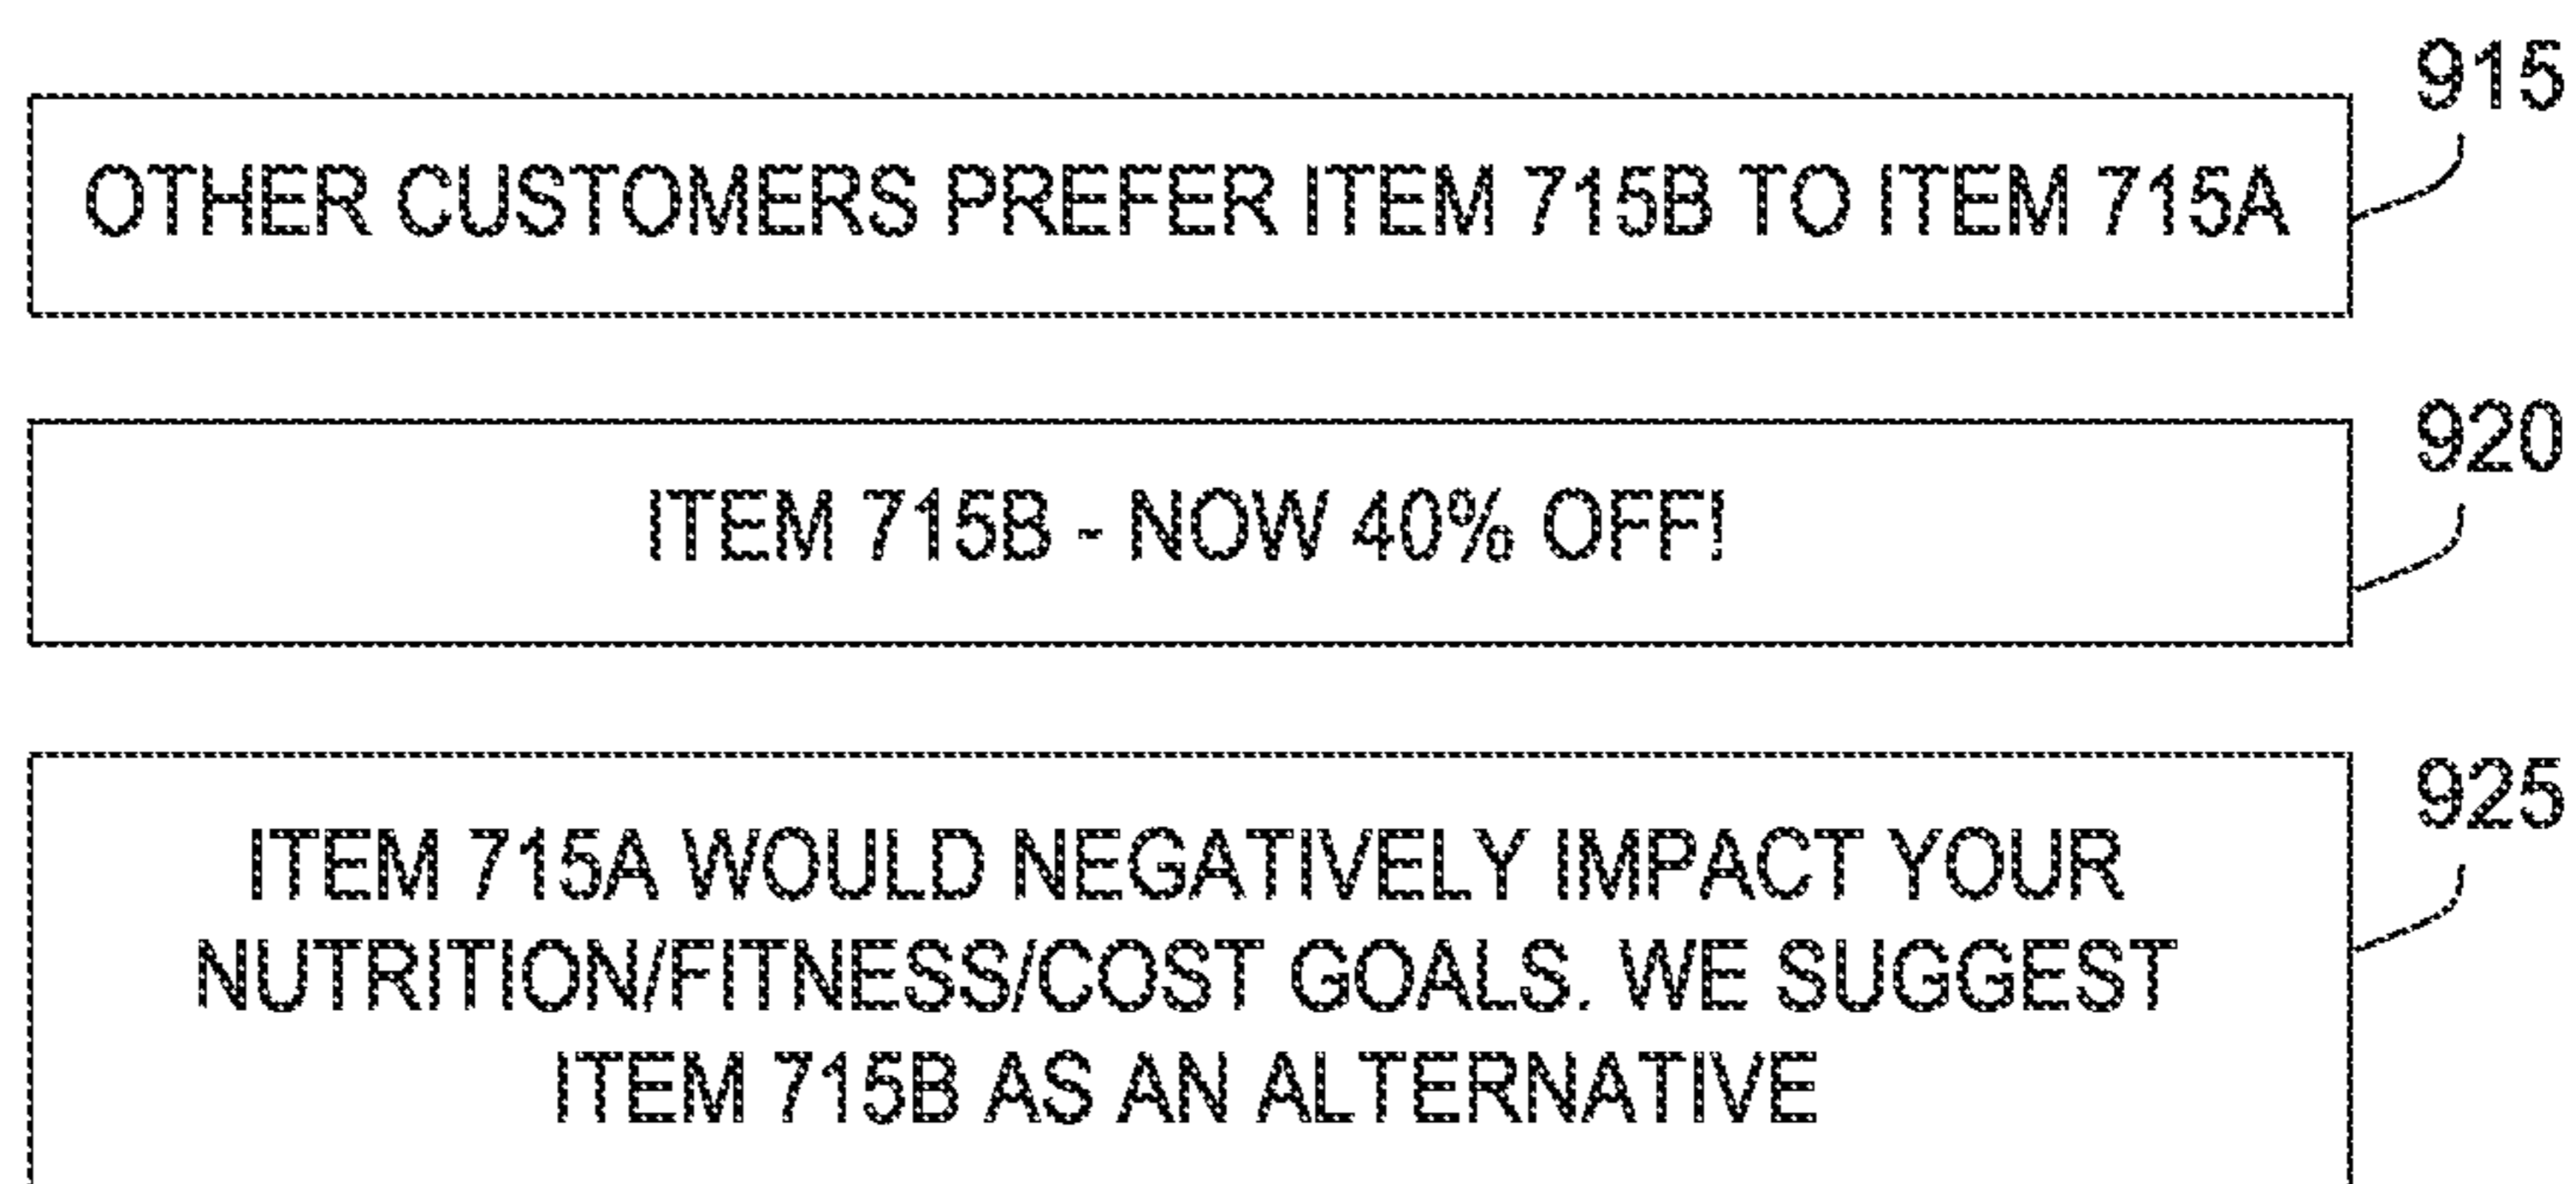 915
OTHER CUSTOMERS PREFER ITEM 715B TO ITEM 715A
920
ITEM 715B - NOW 40% OFF!
925
ITEM 715A WOULD NEGATIVELY IMPACT YOUR
NUTRITION/FITNESS/COST GOALS. WE SUGGEST
ITEM 715B AS AN ALTERNATIVE